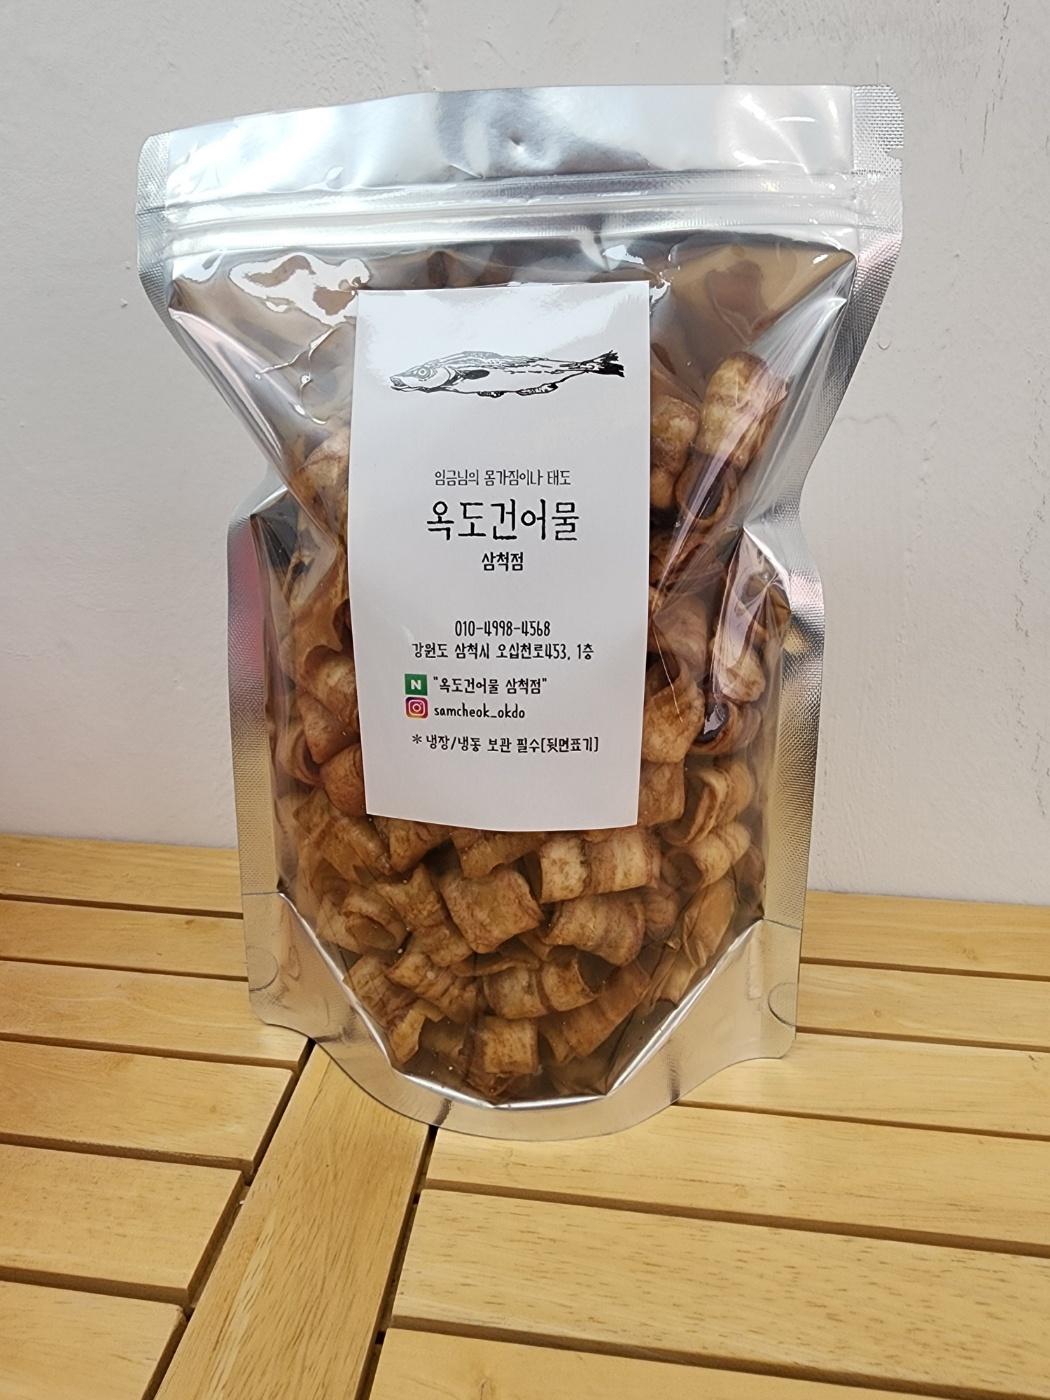 임금님의 몸가짐이나 태도
옥도건어물
삼척점
010-4998-4568
강원도 삼척시 오십천로453, 1층
N "옥도건어물 삼척점"
samcheok_okdo
*냉장/냉동 보관 필수[뒷면표기]